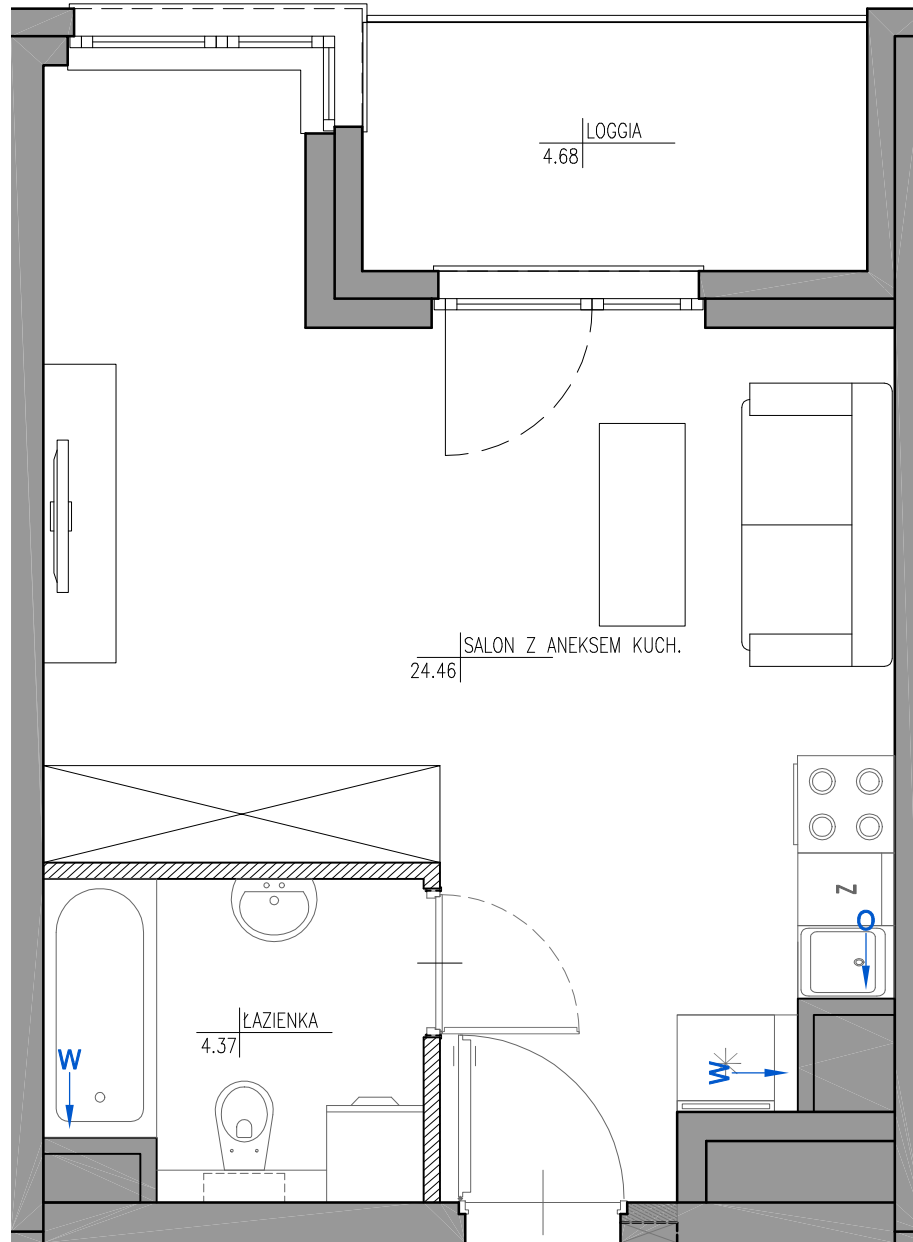 LOGGIA
4.68
SALON Z ANEKSEM KUCH.
24.46
Z
O
ŁAZIENKA
4.37
W
W